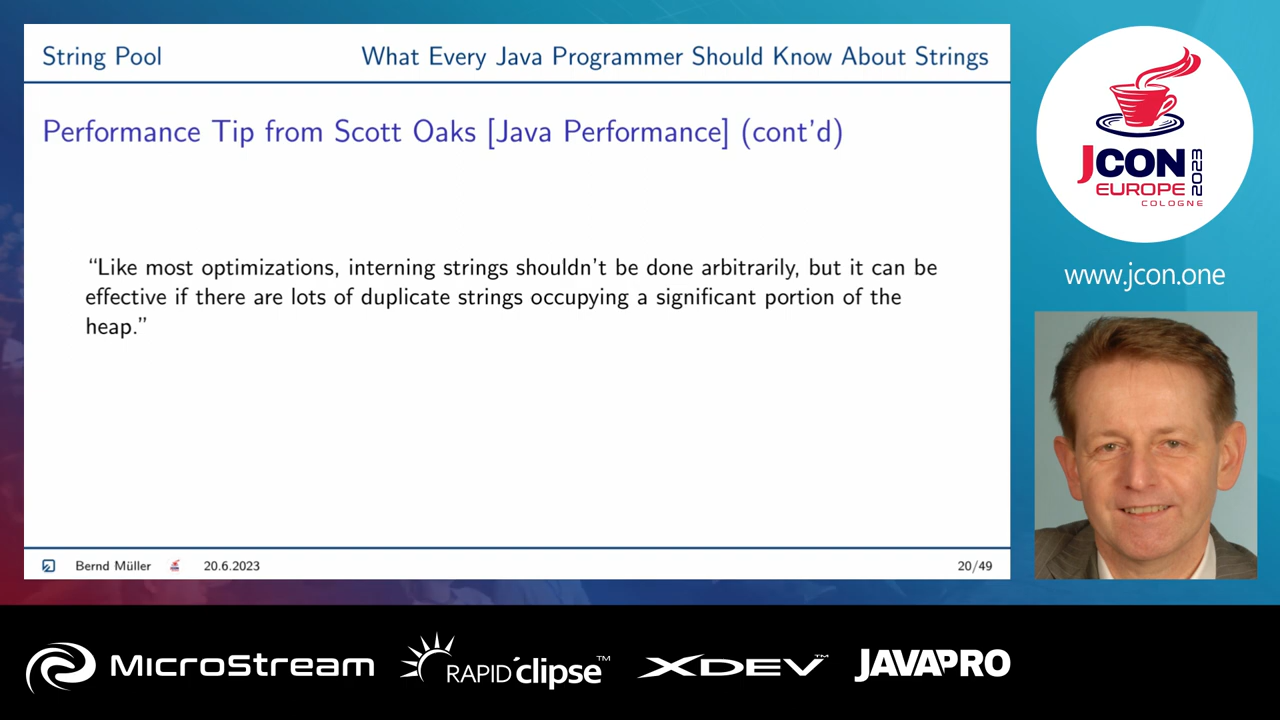 String Pool
What Every Java Programmer Should Know About Strings
Performance Tip from Scott Oaks [Java Performance] (cont'd)
“Like most optimizations, interning strings shouldn't be done arbitrarily, but it can be
effective if there are lots of duplicate strings occupying a significant portion of the
heap.”
Bernd Müller
20.6.2023
20/49
JCON
2023
EUROPE
COLOGNE
www.jcon.one
MicroStream
RAPIDclipse™
XDEV™
JAVAPRO